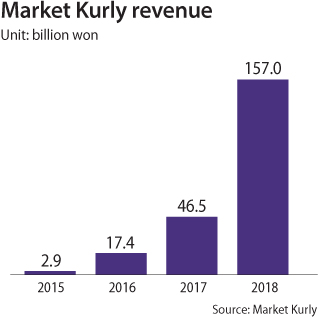 Market Kurly revenue
Unit: billion won
157.0
46.5
17.4
2.9
2015 2016 2017 2018
Source: Market Kurly